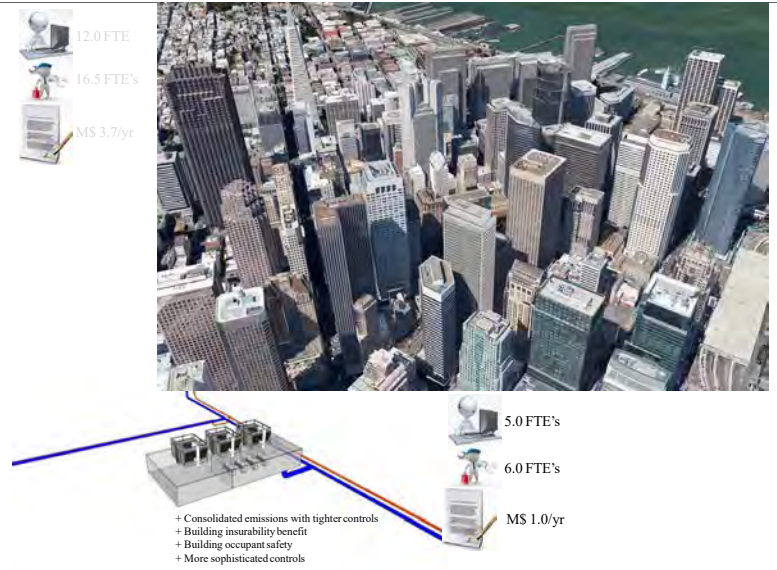 12.0 FTE
16.5 FTE's
M$ 3.7/yr
5.0 FTE's
6.0 FTE's
M$ 1.0/yr
+ Consolidated emissions with tighter controls
+ Building insurability benefit
+ Building occupant safety
+ More sophisticated controls